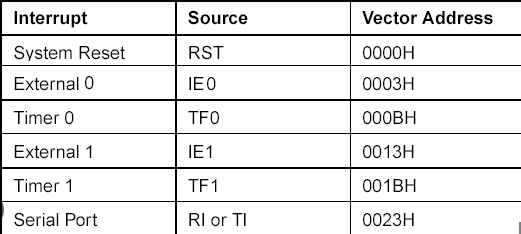 Interrupt Source Vector Address
System Reset RST 0000H
External 0 IE0 0003H
Timer 0 TF0 000BH
External 1 IE1 0013H
Timer 1 TF1 001BH
Serial Port RI or TI 0023H